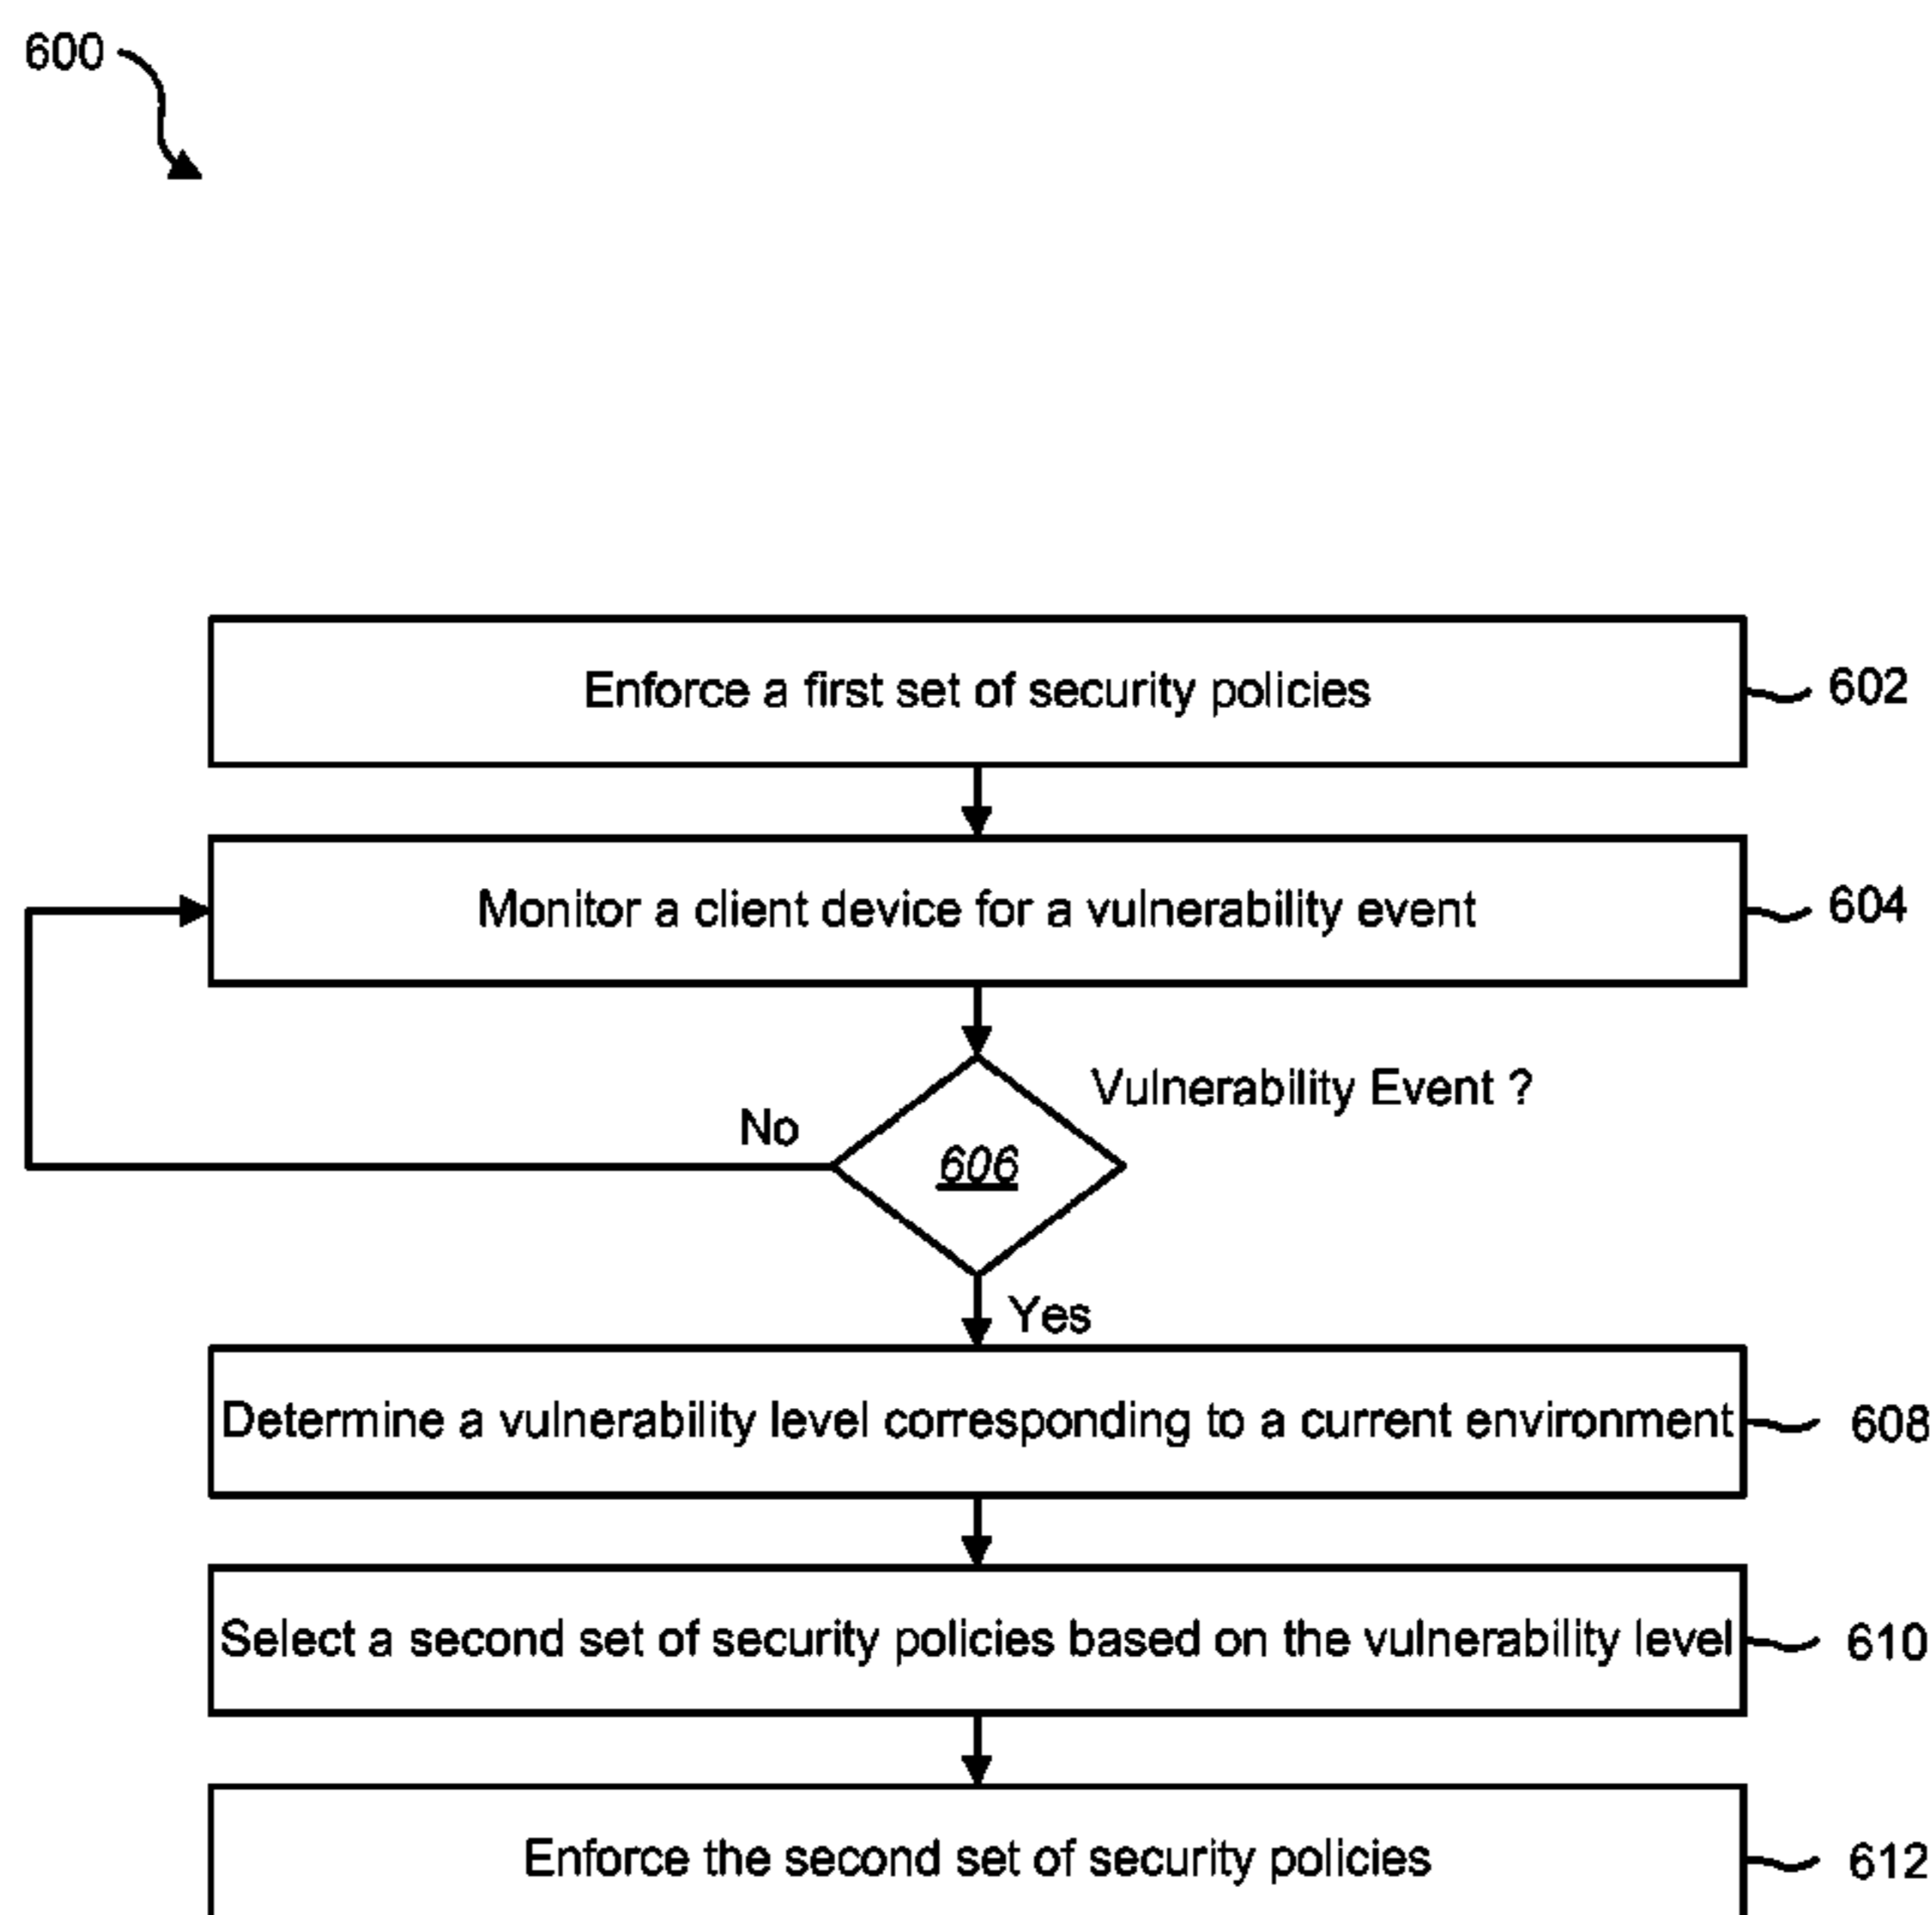 600
Enforce a first set of security policies
602
Monitor a client device for a vulnerability event
604
Vulnerability Event ?
No
606
Yes
Determine a vulnerability level corresponding to a current environment
608
Select a second set of security policies based on the vulnerability level
610
Enforce the second set of security policies
612